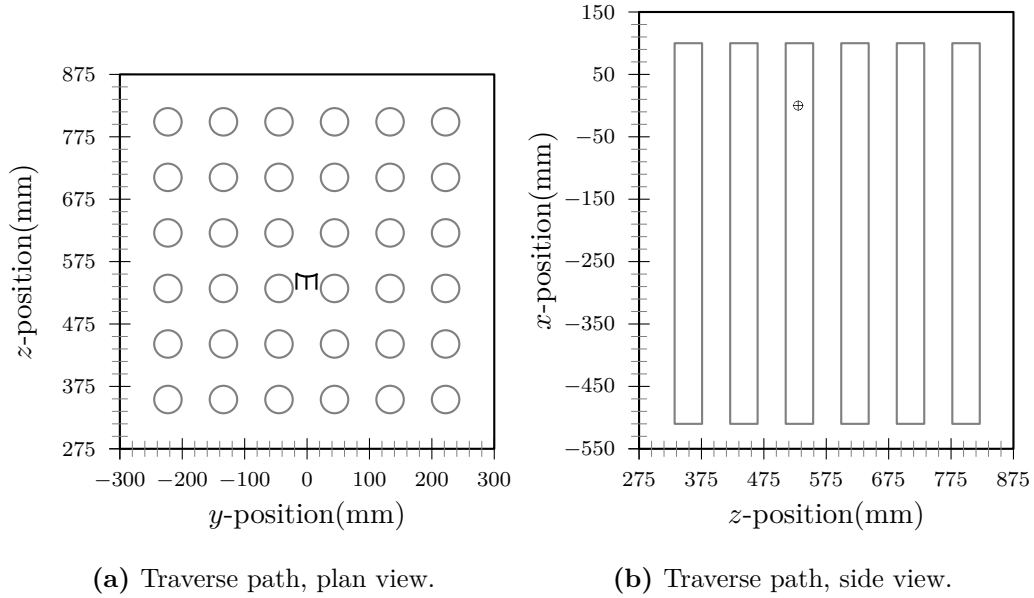 875
775
675
575
475
375
275
z-position(mm)
−300 −200 −100 0 100 200 300
y-position(mm)
(a) Traverse path, plan view.
150
50
−50
−150
−250
−350
−450
−550
x-position(mm)
275 375 475 575 675 775 875
z-position(mm)
(b) Traverse path, side view.